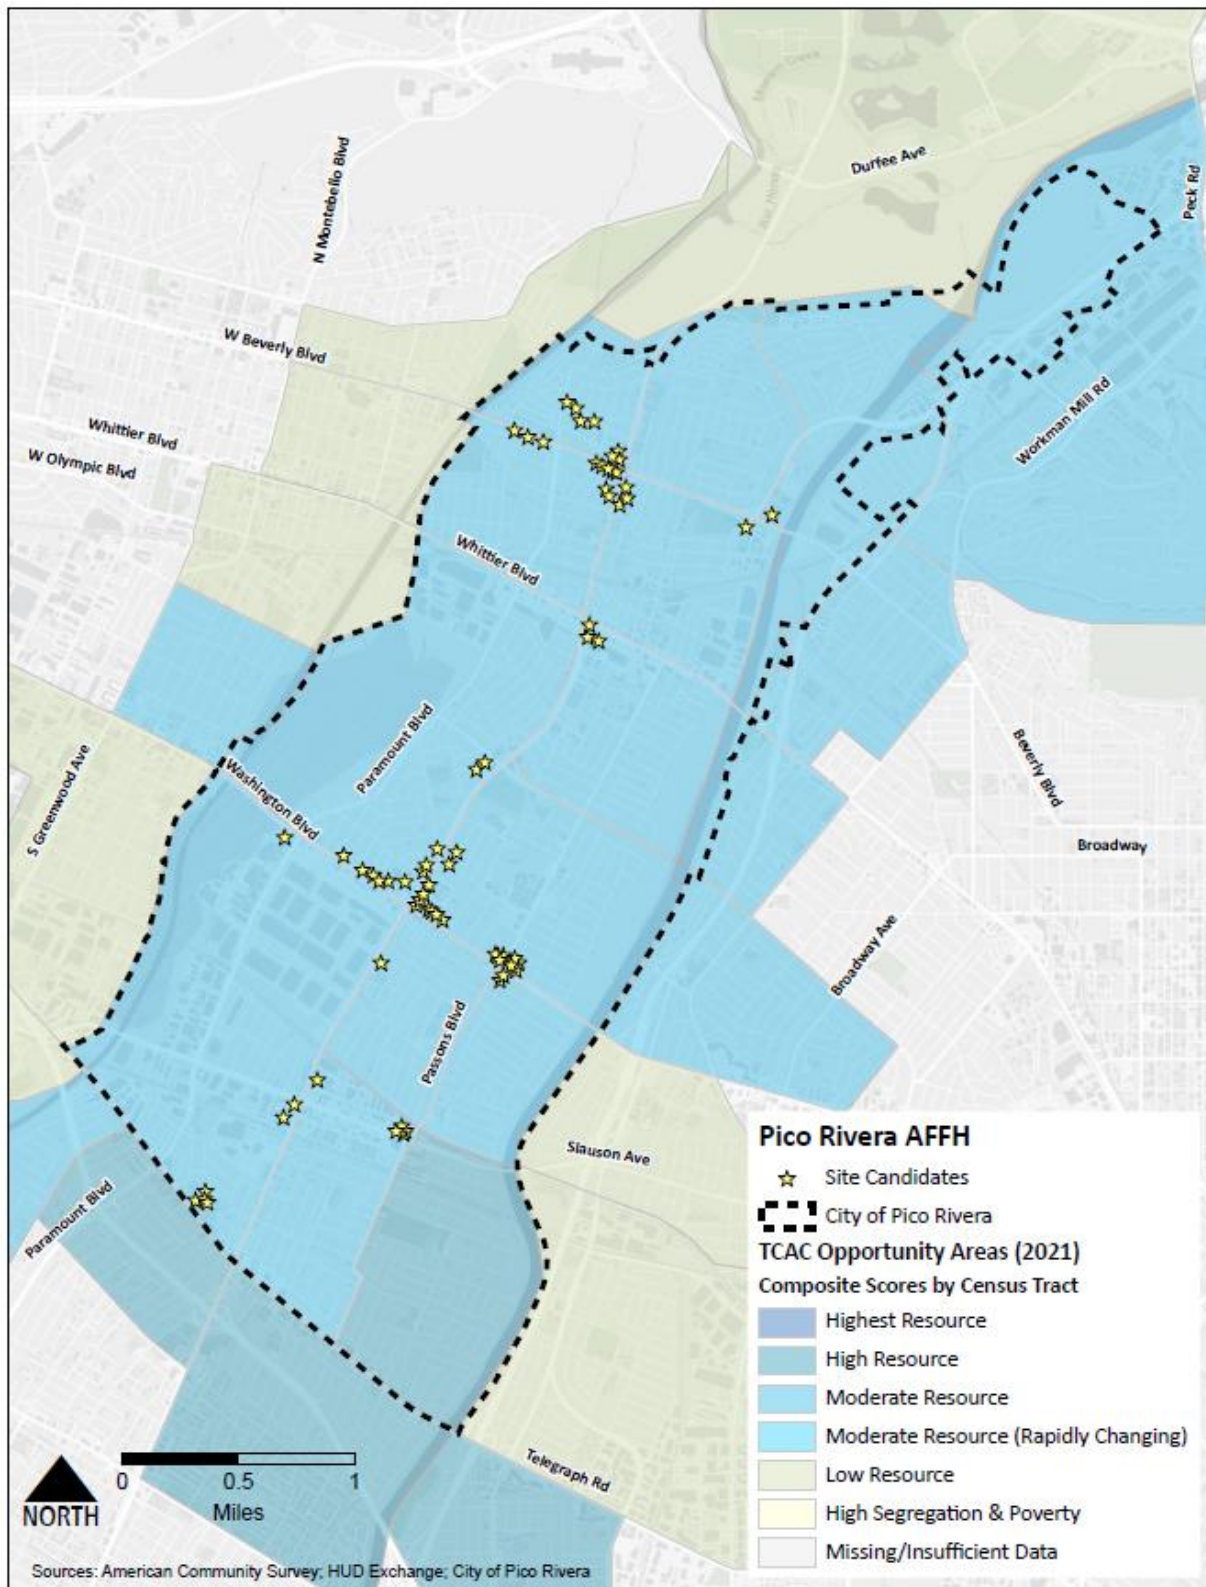 Durfee Ave
Peck Rd
N Montebello Blvd
W Beverly Blvd
Whittier Blvd
W Olympic Blvd
Workman Mill Rd
Whittier Blvd
Paramount Blvd
S Greenwood Ave
Washington Blvd
Beverly Blvd
Broadway
Broadway Ave
Passons Blvd
Slauson Ave
Paramount Blvd
Telegraph Rd
Pico Rivera AFFH
Site Candidates
City of Pico Rivera
TCAC Opportunity Areas (2021)
Composite Scores by Census Tract
Highest Resource
High Resource
Moderate Resource
Moderate Resource (Rapidly Changing)
Low Resource
High Segregation & Poverty
Missing/Insufficient Data
NORTH
0 0.5 1
Miles
Sources: American Community Survey; HUD Exchange; City of Pico Rivera